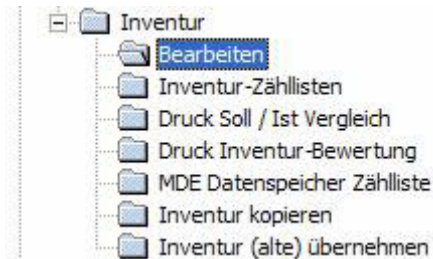 Inventur
Bearbeiten
Inventur-Zähllisten
Druck Soll / Ist Vergleich
Druck Inventur-Bewertung
MDE Datenspeicher Zählliste
Inventur kopieren
Inventur (alte) übernehmen